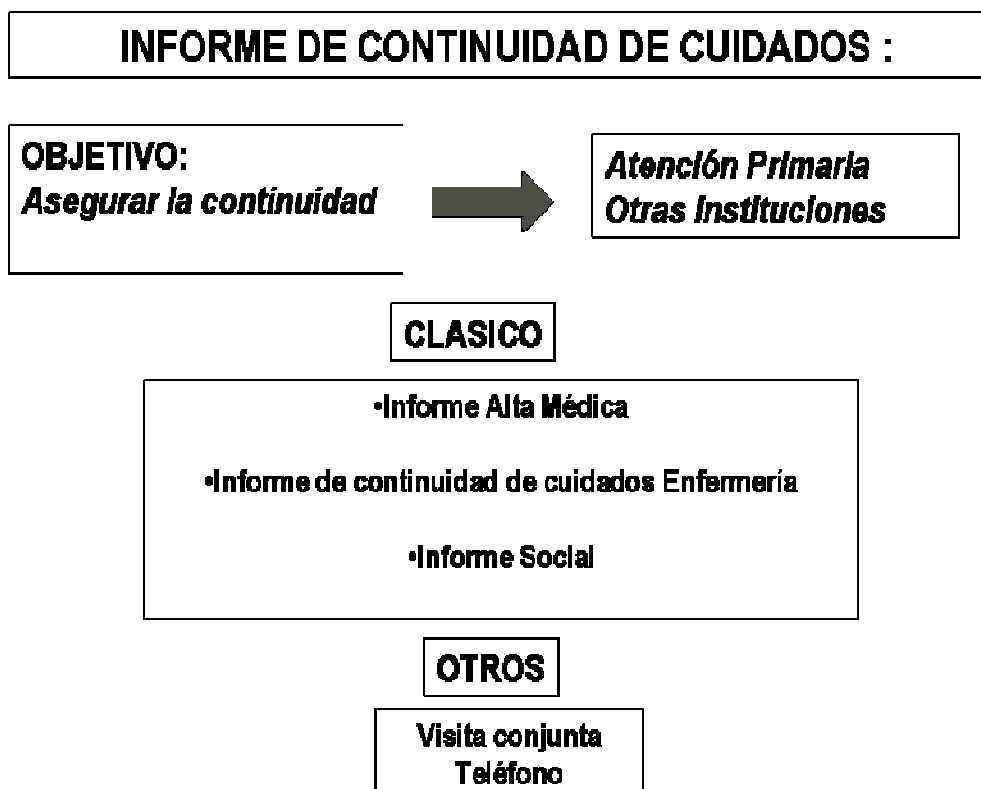 INFORME DE CONTINUIDAD DE CUIDADOS :
OBJETIVO:
Asegurar la continuidad
Atención Primaria
Otras Instituciones
CLASICO
•Informe Alta Médica
•Informe de continuidad de cuidados Enfermería
•Informe Social
OTROS
Visita conjunta
Teléfono